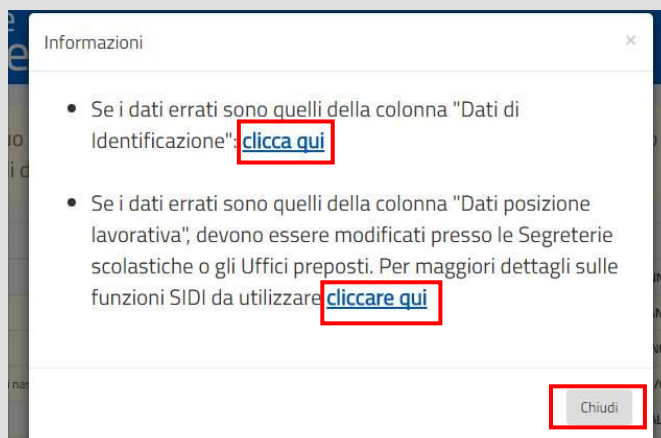 Informazioni ×
• Se i dati errati sono quelli della colonna "Dati di
Identificazione": clicca qui
• Se i dati errati sono quelli della colonna "Dati posizione
lavorativa", devono essere modificati presso le Segreterie
scolastiche o gli Uffici preposti. Per maggiori dettagli sulle
funzioni SIDI da utilizzare cliccare qui
Chiudi